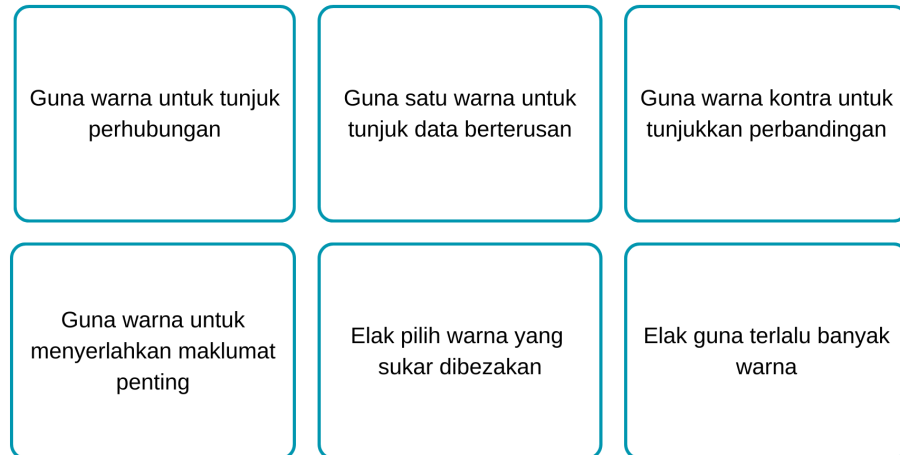 Guna warna untuk tunjuk
perhubungan
Guna satu warna untuk
tunjuk data berterusan
Guna warna kontra untuk
tunjukkan perbandingan
Guna warna untuk
menyerlahkan maklumat
penting
Elak pilih warna yang
sukar dibezakan
Elak guna terlalu banyak
warna